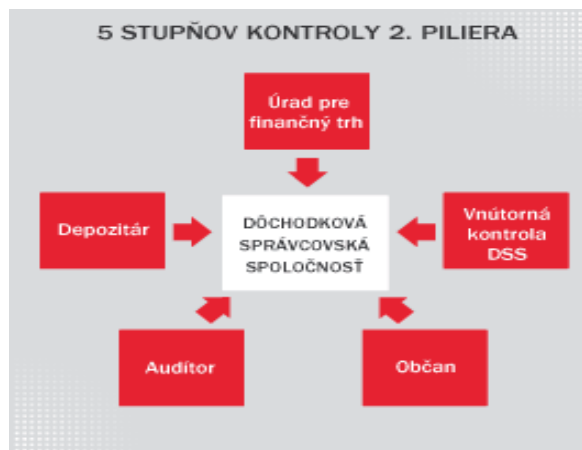 5 STUPŇOV KONTROLY 2. PILIERA
Úrad pre
finančný trh
Depozitár
DÔCHODKOVÁ
SPRÁVCOVSKÁ
SPOLOČNOSŤ
Vnútorná
kontrola
DSS
Audítor
Občan